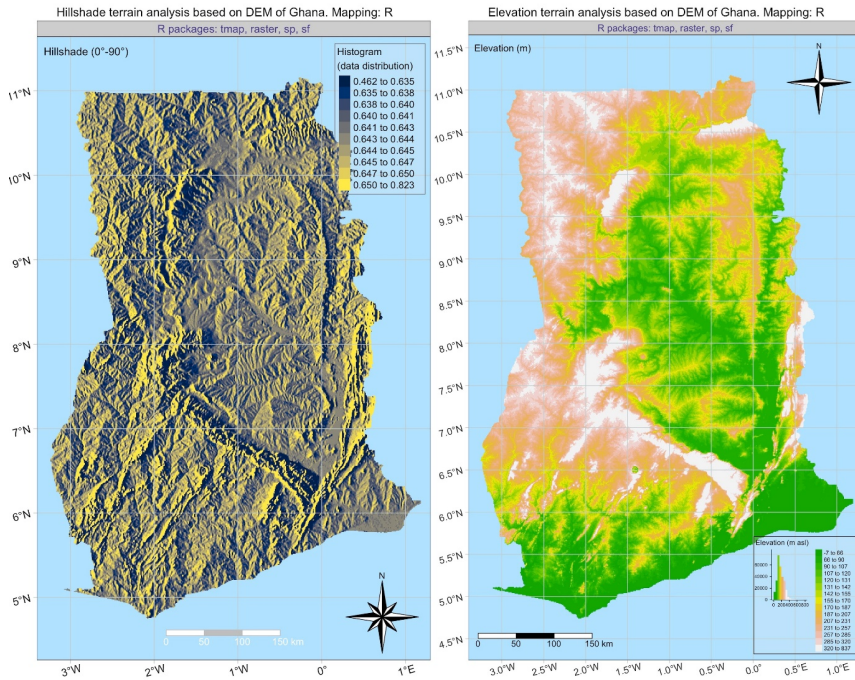 Hillshade terrain analysis based on DEM of Ghana. Mapping: R
R packages: tmap, raster, sp, sf
Hillshade (0°-90°)
Histogram
(data distribution)
0.462 to 0.635
0.635 to 0.638
0.638 to 0.640
0.640 to 0.641
0.641 to 0.643
0.643 to 0.644
0.644 to 0.645
0.645 to 0.647
0.647 to 0.650
0.650 to 0.823
11°N
10°N
9°N
8°N
7°N
6°N
5°N
N
0
50
100
150 km
3°W
2°W
1°W
0°
1°E
Elevation terrain analysis based on DEM of Ghana. Mapping: R
R packages: tmap, raster, sp, sf
Elevation (m)
N
11.5°N
11.0°N
10.5°N
10.0°N
9.5°N
9.0°N
8.5°N
8.0°N
7.5°N
7.0°N
6.5°N
6.0°N
5.5°N
5.0°N
4.5°N
Elevation (m asl)
-7 to 66
66 to 90
90 to 107
107 to 120
120 to 131
131 to 142
142 to 155
155 to 170
170 to 187
187 to 207
207 to 231
231 to 257
257 to 285
285 to 320
320 to 837
0
50
100
150 km
3.0°W
2.5°W
2.0°W
1.5°W
1.0°W
0.5°W
0.0°
0.5°E
1.0°E